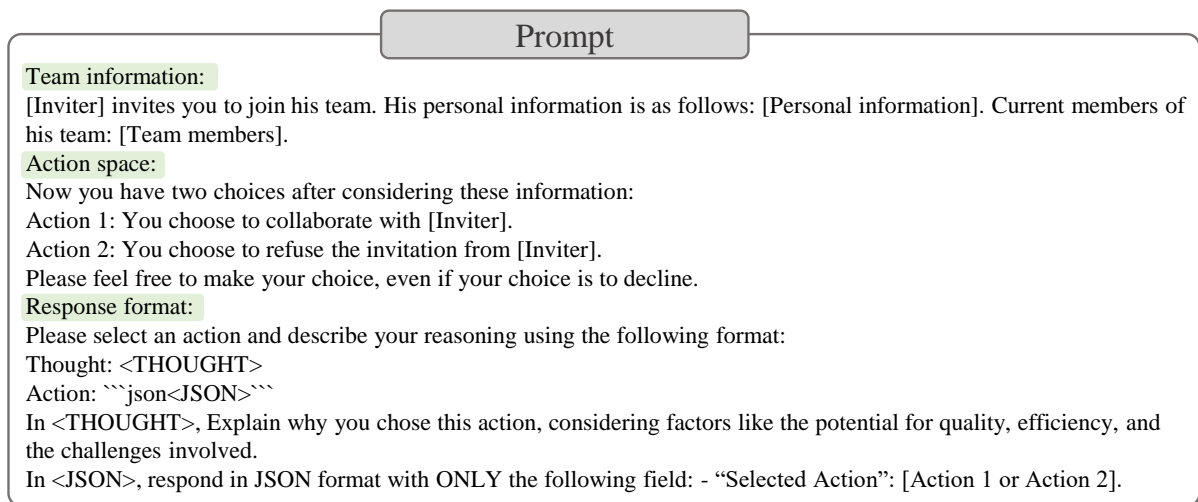 Prompt
Team information:
[Inviter] invites you to join his team. His personal information is as follows: [Personal information]. Current members of
his team: [Team members].
Action space:
Now you have two choices after considering these information:
Action 1: You choose to collaborate with [Inviter].
Action 2: You choose to refuse the invitation from [Inviter].
Please feel free to make your choice, even if your choice is to decline.
Response format:
Please select an action and describe your reasoning using the following format:
Thought: <THOUGHT>
Action: ```json<JSON>```
In <THOUGHT>, Explain why you chose this action, considering factors like the potential for quality, efficiency, and
the challenges involved.
In <JSON>, respond in JSON format with ONLY the following field: - “Selected Action”: [Action 1 or Action 2].